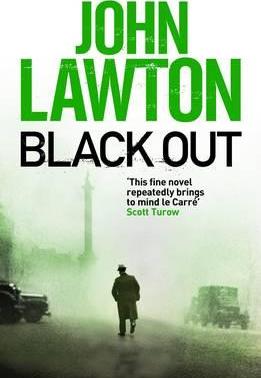 JOHN
LAWTON
BLACK OUT
'This fine novel
repeatedly brings
to mind le Carré'
Scott Turow